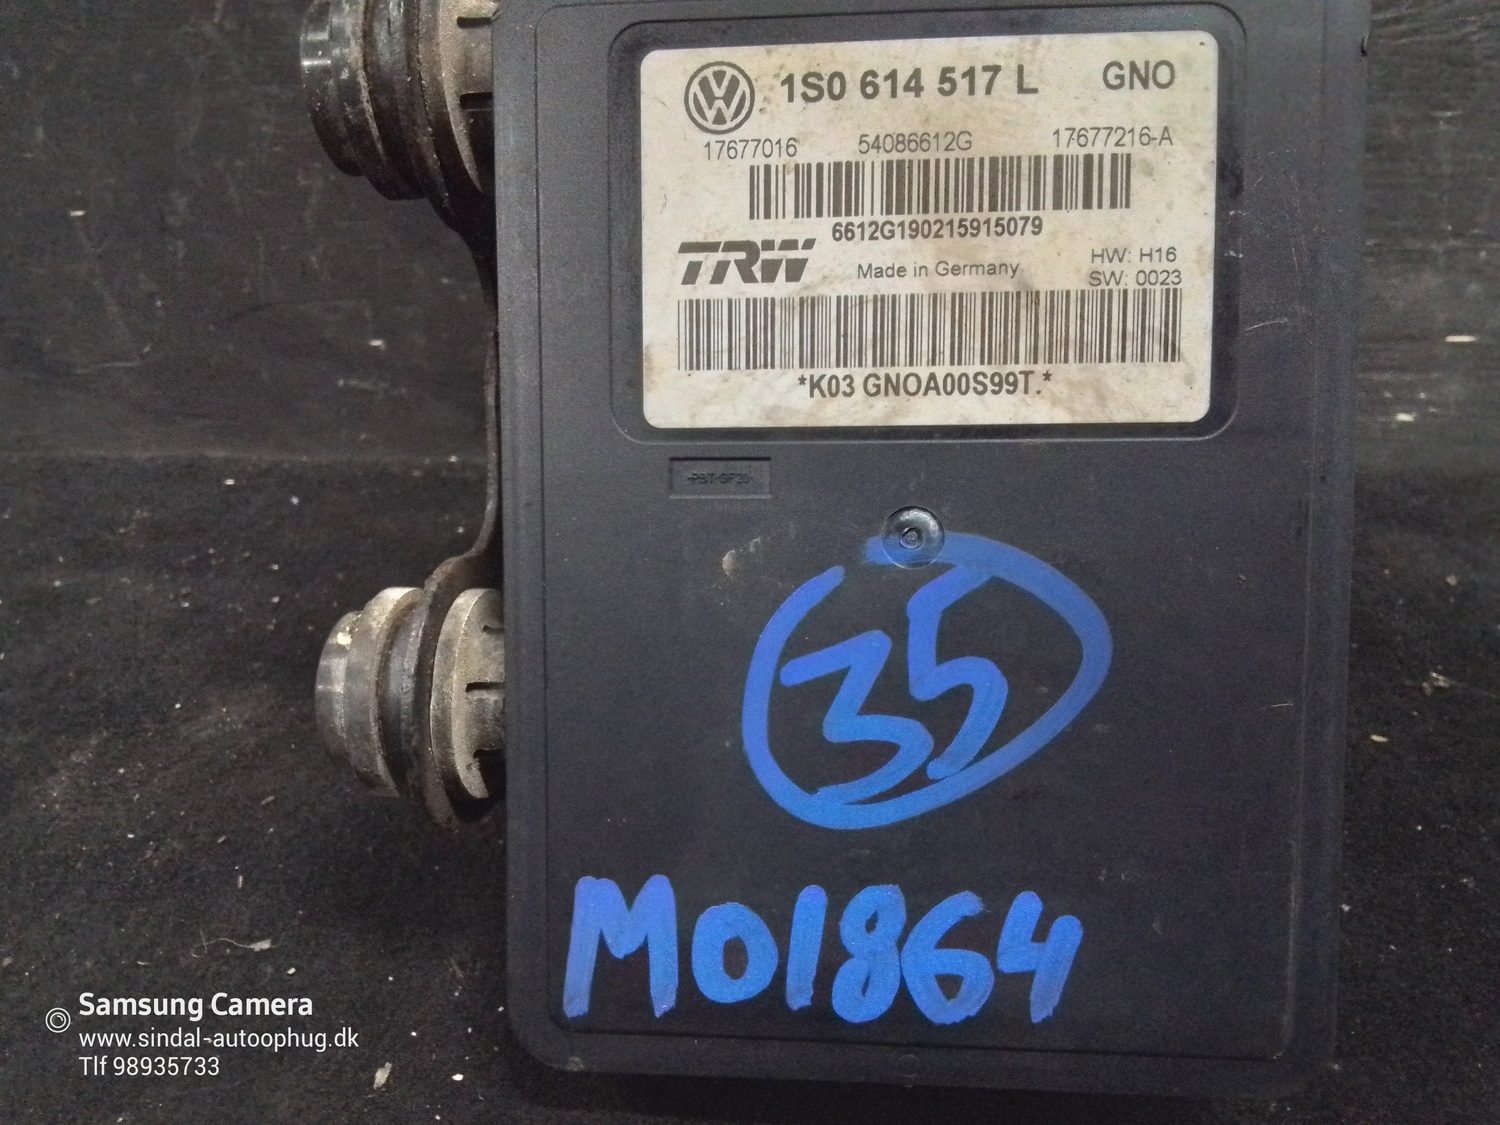 1S0 614 517 L GNO
17677016 54086612G 17677216-A
6612G190215915079
TRW Made in Germany HW: H16
SW: 0023
*K03 GNOA00S99T.*
35
M01864
Samsung Camera
www.sindal-autoophug.dk
Tlf 98935733